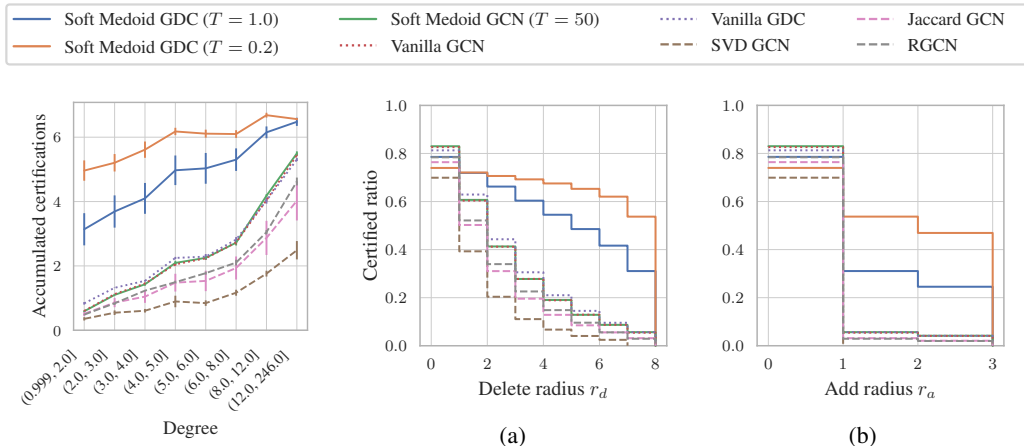 Soft Medoid GDC (T = 1.0)
Soft Medoid GDC (T = 0.2)
Soft Medoid GCN (T = 50)
Vanilla GCN
Vanilla GDC
SVD GCN
Jaccard GCN
RGCN
Accumulated certifications
6
4
2
0
(0.999, 2.0]
(2.0, 3.0]
(3.0, 4.0]
(4.0, 5.0]
(5.0, 6.0]
(6.0, 8.0]
(8.0, 12.0]
(12.0, 246.0]
Degree
Certified ratio
1.0
0.8
0.6
0.4
0.2
0.0
0 2 4 6 8
Delete radius r_d
(a)
1.0
0.8
0.6
0.4
0.2
0.0
0 1 2 3
Add radius r_a
(b)